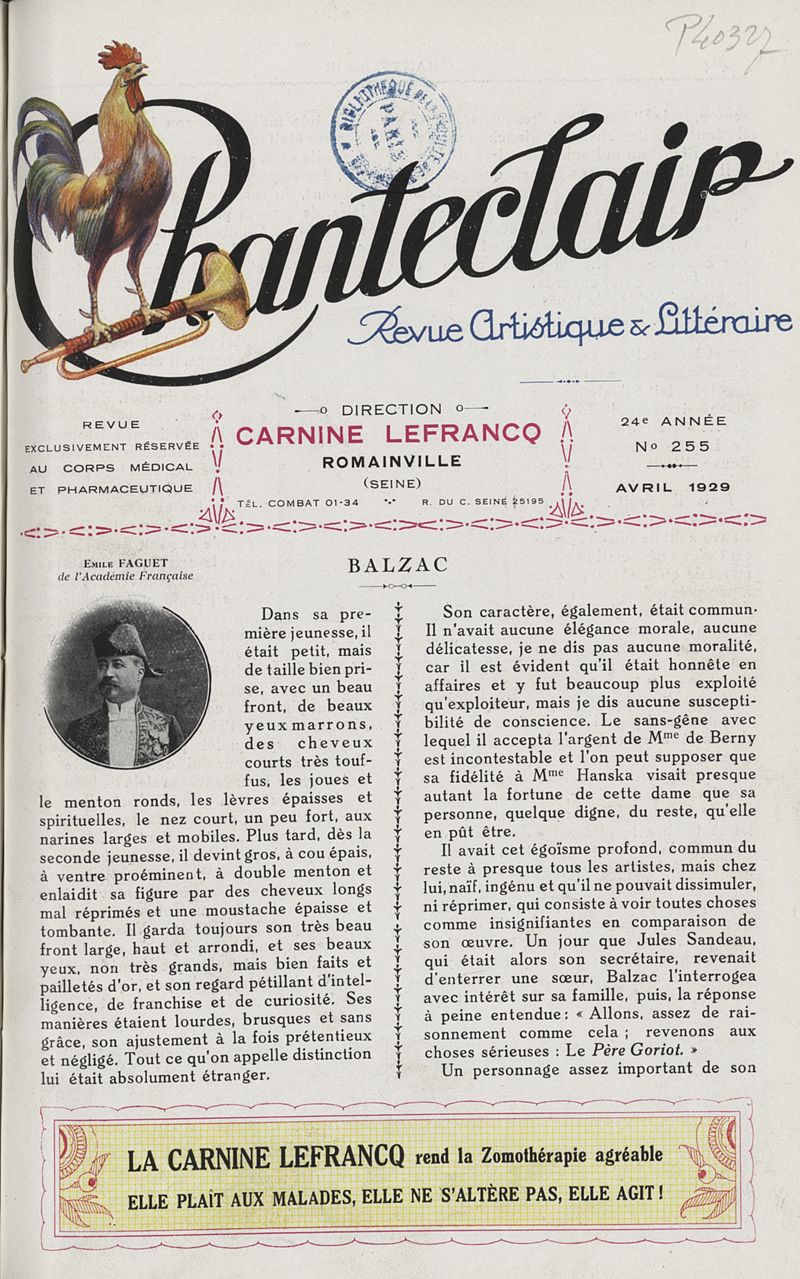 P40327
BIBLIOTHÈQUE DE LA
PARIS
Chanteclair
Revue Artistique & Littéraire
REVUE
EXCLUSIVEMENT RÉSERVÉE
AU CORPS MÉDICAL
ET PHARMACEUTIQUE
DIRECTION
CARNINE LEFRANCQ
ROMAINVILLE
(SEINE)
TÉL. COMBAT 01-34 R. DU C. SEINE 25195
24e ANNÉE
No 255
AVRIL 1929
EMILE FAGUET
de l'Académie Française
BALZAC
Dans sa pre-
mière jeunesse, il
était petit, mais
de taille bien pri-
se, avec un beau
front, de beaux
yeux marrons,
des cheveux
courts très touf-
fus, les joues et
le menton ronds, les lèvres épaisses et
spirituelles, le nez court, un peu fort, aux
narines larges et mobiles. Plus tard, dès la
seconde jeunesse, il devint gros, à cou épais,
à ventre proéminent, à double menton et
enlaidit sa figure par des cheveux longs
mal réprimés et une moustache épaisse et
tombante. Il garda toujours son très beau
front large, haut et arrondi, et ses beaux
yeux, non très grands, mais bien faits et
pailletés d'or, et son regard pétillant d'intel-
ligence, de franchise et de curiosité. Ses
manières étaient lourdes, brusques et sans
grâce, son ajustement à la fois prétentieux
et négligé. Tout ce qu'on appelle distinction
lui était absolument étranger.
Son caractère, également, était commun.
Il n'avait aucune élégance morale, aucune
délicatesse, je ne dis pas aucune moralité,
car il est évident qu'il était honnête en
affaires et y fut beaucoup plus exploité
qu'exploiteur, mais je dis aucune suscepti-
bilité de conscience. Le sans-gêne avec
lequel il accepta l'argent de Mme de Berny
est incontestable et l'on peut supposer que
sa fidélité à Mme Hanska visait presque
autant la fortune de cette dame que sa
personne, quelque digne, du reste, qu'elle
en pût être.
Il avait cet égoïsme profond, commun du
reste à presque tous les artistes, mais chez
lui, naïf, ingénu et qu'il ne pouvait dissimuler,
ni réprimer, qui consiste à voir toutes choses
comme insignifiantes en comparaison de
son œuvre. Un jour que Jules Sandeau,
qui était alors son secrétaire, revenait
d'enterrer une sœur, Balzac l'interrogea
avec intérêt sur sa famille, puis, la réponse
à peine entendue : « Allons, assez de rai-
sonnement comme cela ; revenons aux
choses sérieuses : Le Père Goriot. »
Un personnage assez important de son
LA CARNINE LEFRANCQ rend la Zomothérapie agréable
ELLE PLAÎT AUX MALADES, ELLE NE S'ALTÈRE PAS, ELLE AGIT !